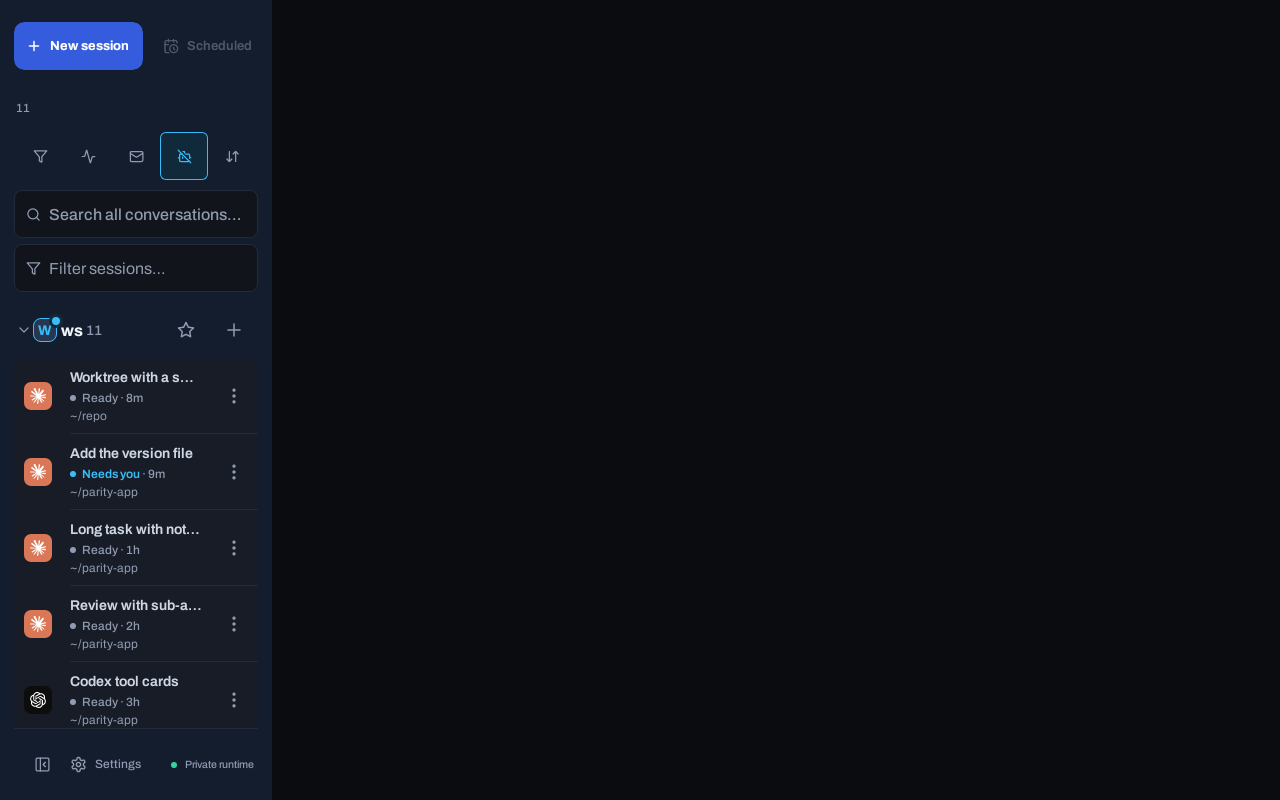 New session
Scheduled
11
Search all conversations...
Filter sessions...
W ws 11
Worktree with a s...
Ready · 8m
~/repo
Add the version file
Needs you · 9m
~/parity-app
Long task with not...
Ready · 1h
~/parity-app
Review with sub-a...
Ready · 2h
~/parity-app
Codex tool cards
Ready · 3h
~/parity-app
Settings
Private runtime